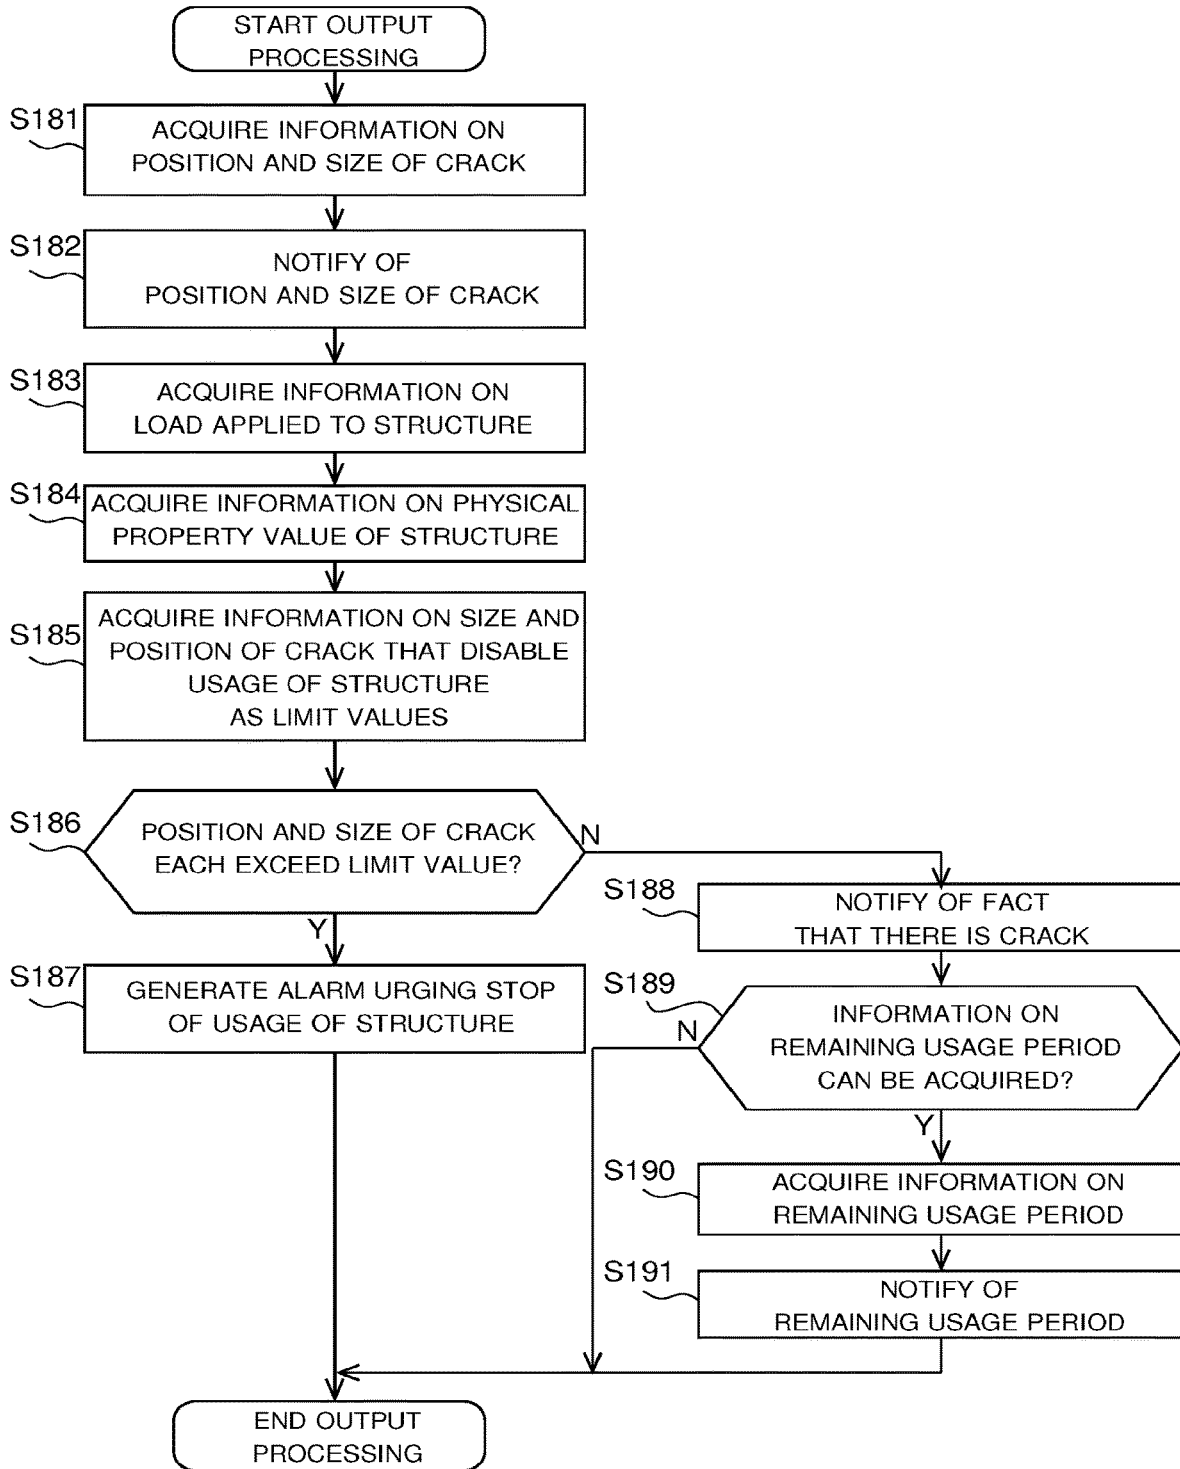 START OUTPUT
PROCESSING
S181
ACQUIRE INFORMATION ON
POSITION AND SIZE OF CRACK
S182
NOTIFY OF
POSITION AND SIZE OF CRACK
S183
ACQUIRE INFORMATION ON
LOAD APPLIED TO STRUCTURE
S184
ACQUIRE INFORMATION ON PHYSICAL
PROPERTY VALUE OF STRUCTURE
S185
ACQUIRE INFORMATION ON SIZE AND
POSITION OF CRACK THAT DISABLE
USAGE OF STRUCTURE
AS LIMIT VALUES
S186
POSITION AND SIZE OF CRACK
EACH EXCEED LIMIT VALUE?
N
Y
S187
GENERATE ALARM URGING STOP
OF USAGE OF STRUCTURE
S188
NOTIFY OF FACT
THAT THERE IS CRACK
S189
INFORMATION ON
REMAINING USAGE PERIOD
CAN BE ACQUIRED?
N
Y
S190
ACQUIRE INFORMATION ON
REMAINING USAGE PERIOD
S191
NOTIFY OF
REMAINING USAGE PERIOD
END OUTPUT
PROCESSING